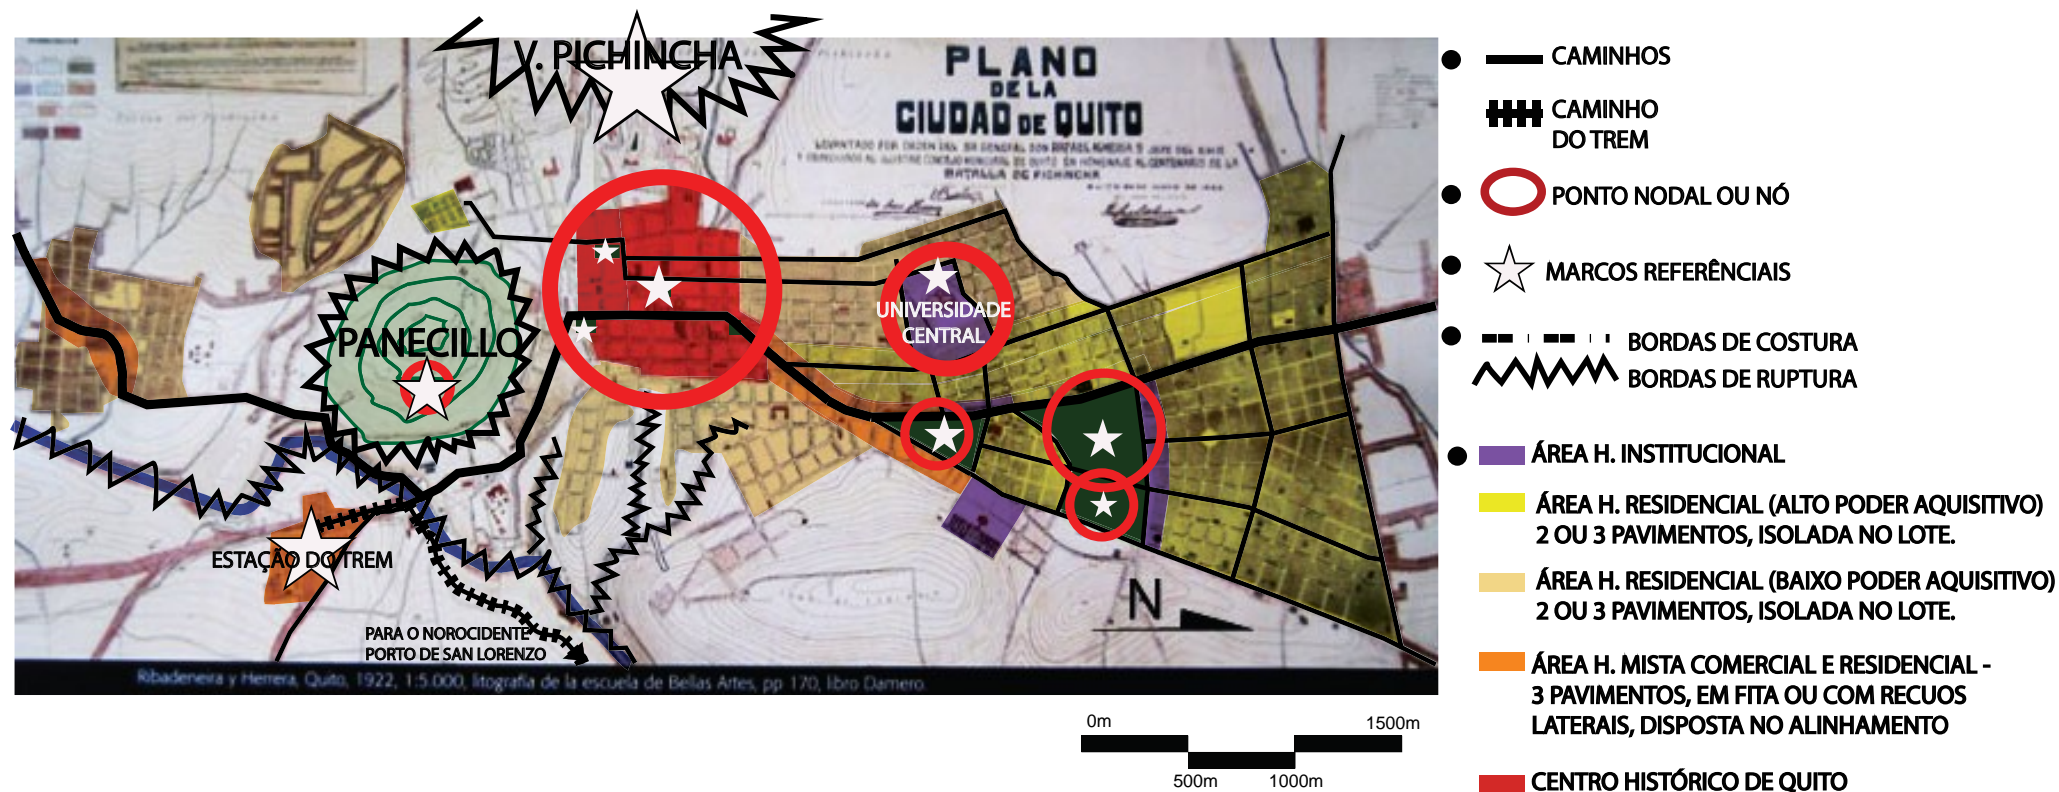 V. PICHINCHA
PLANO
DE LA
CIUDAD DE QUITO
BATALLA DE PICHINCHA
PANECILLO
UNIVERSIDADE
CENTRAL
ESTAÇÃO DO TREM
PARA O NOROCIDENTE
PORTO DE SAN LORENZO
N
Ribadeneira y Herrera, Quito, 1922, 1:5.000, litografia de la escuela de Bellas Artes, pp 170, libro Damero.
0m
1500m
500m
1000m
CAMINHOS
CAMINHO
DO TREM
PONTO NODAL OU NÓ
MARCOS REFERÊNCIAIS
BORDAS DE COSTURA
BORDAS DE RUPTURA
ÁREA H. INSTITUCIONAL
ÁREA H. RESIDENCIAL (ALTO PODER AQUISITIVO)
2 OU 3 PAVIMENTOS, ISOLADA NO LOTE.
ÁREA H. RESIDENCIAL (BAIXO PODER AQUISITIVO)
2 OU 3 PAVIMENTOS, ISOLADA NO LOTE.
ÁREA H. MISTA COMERCIAL E RESIDENCIAL -
3 PAVIMENTOS, EM FITA OU COM RECUOS
LATERAIS, DISPOSTA NO ALINHAMENTO
CENTRO HISTÓRICO DE QUITO